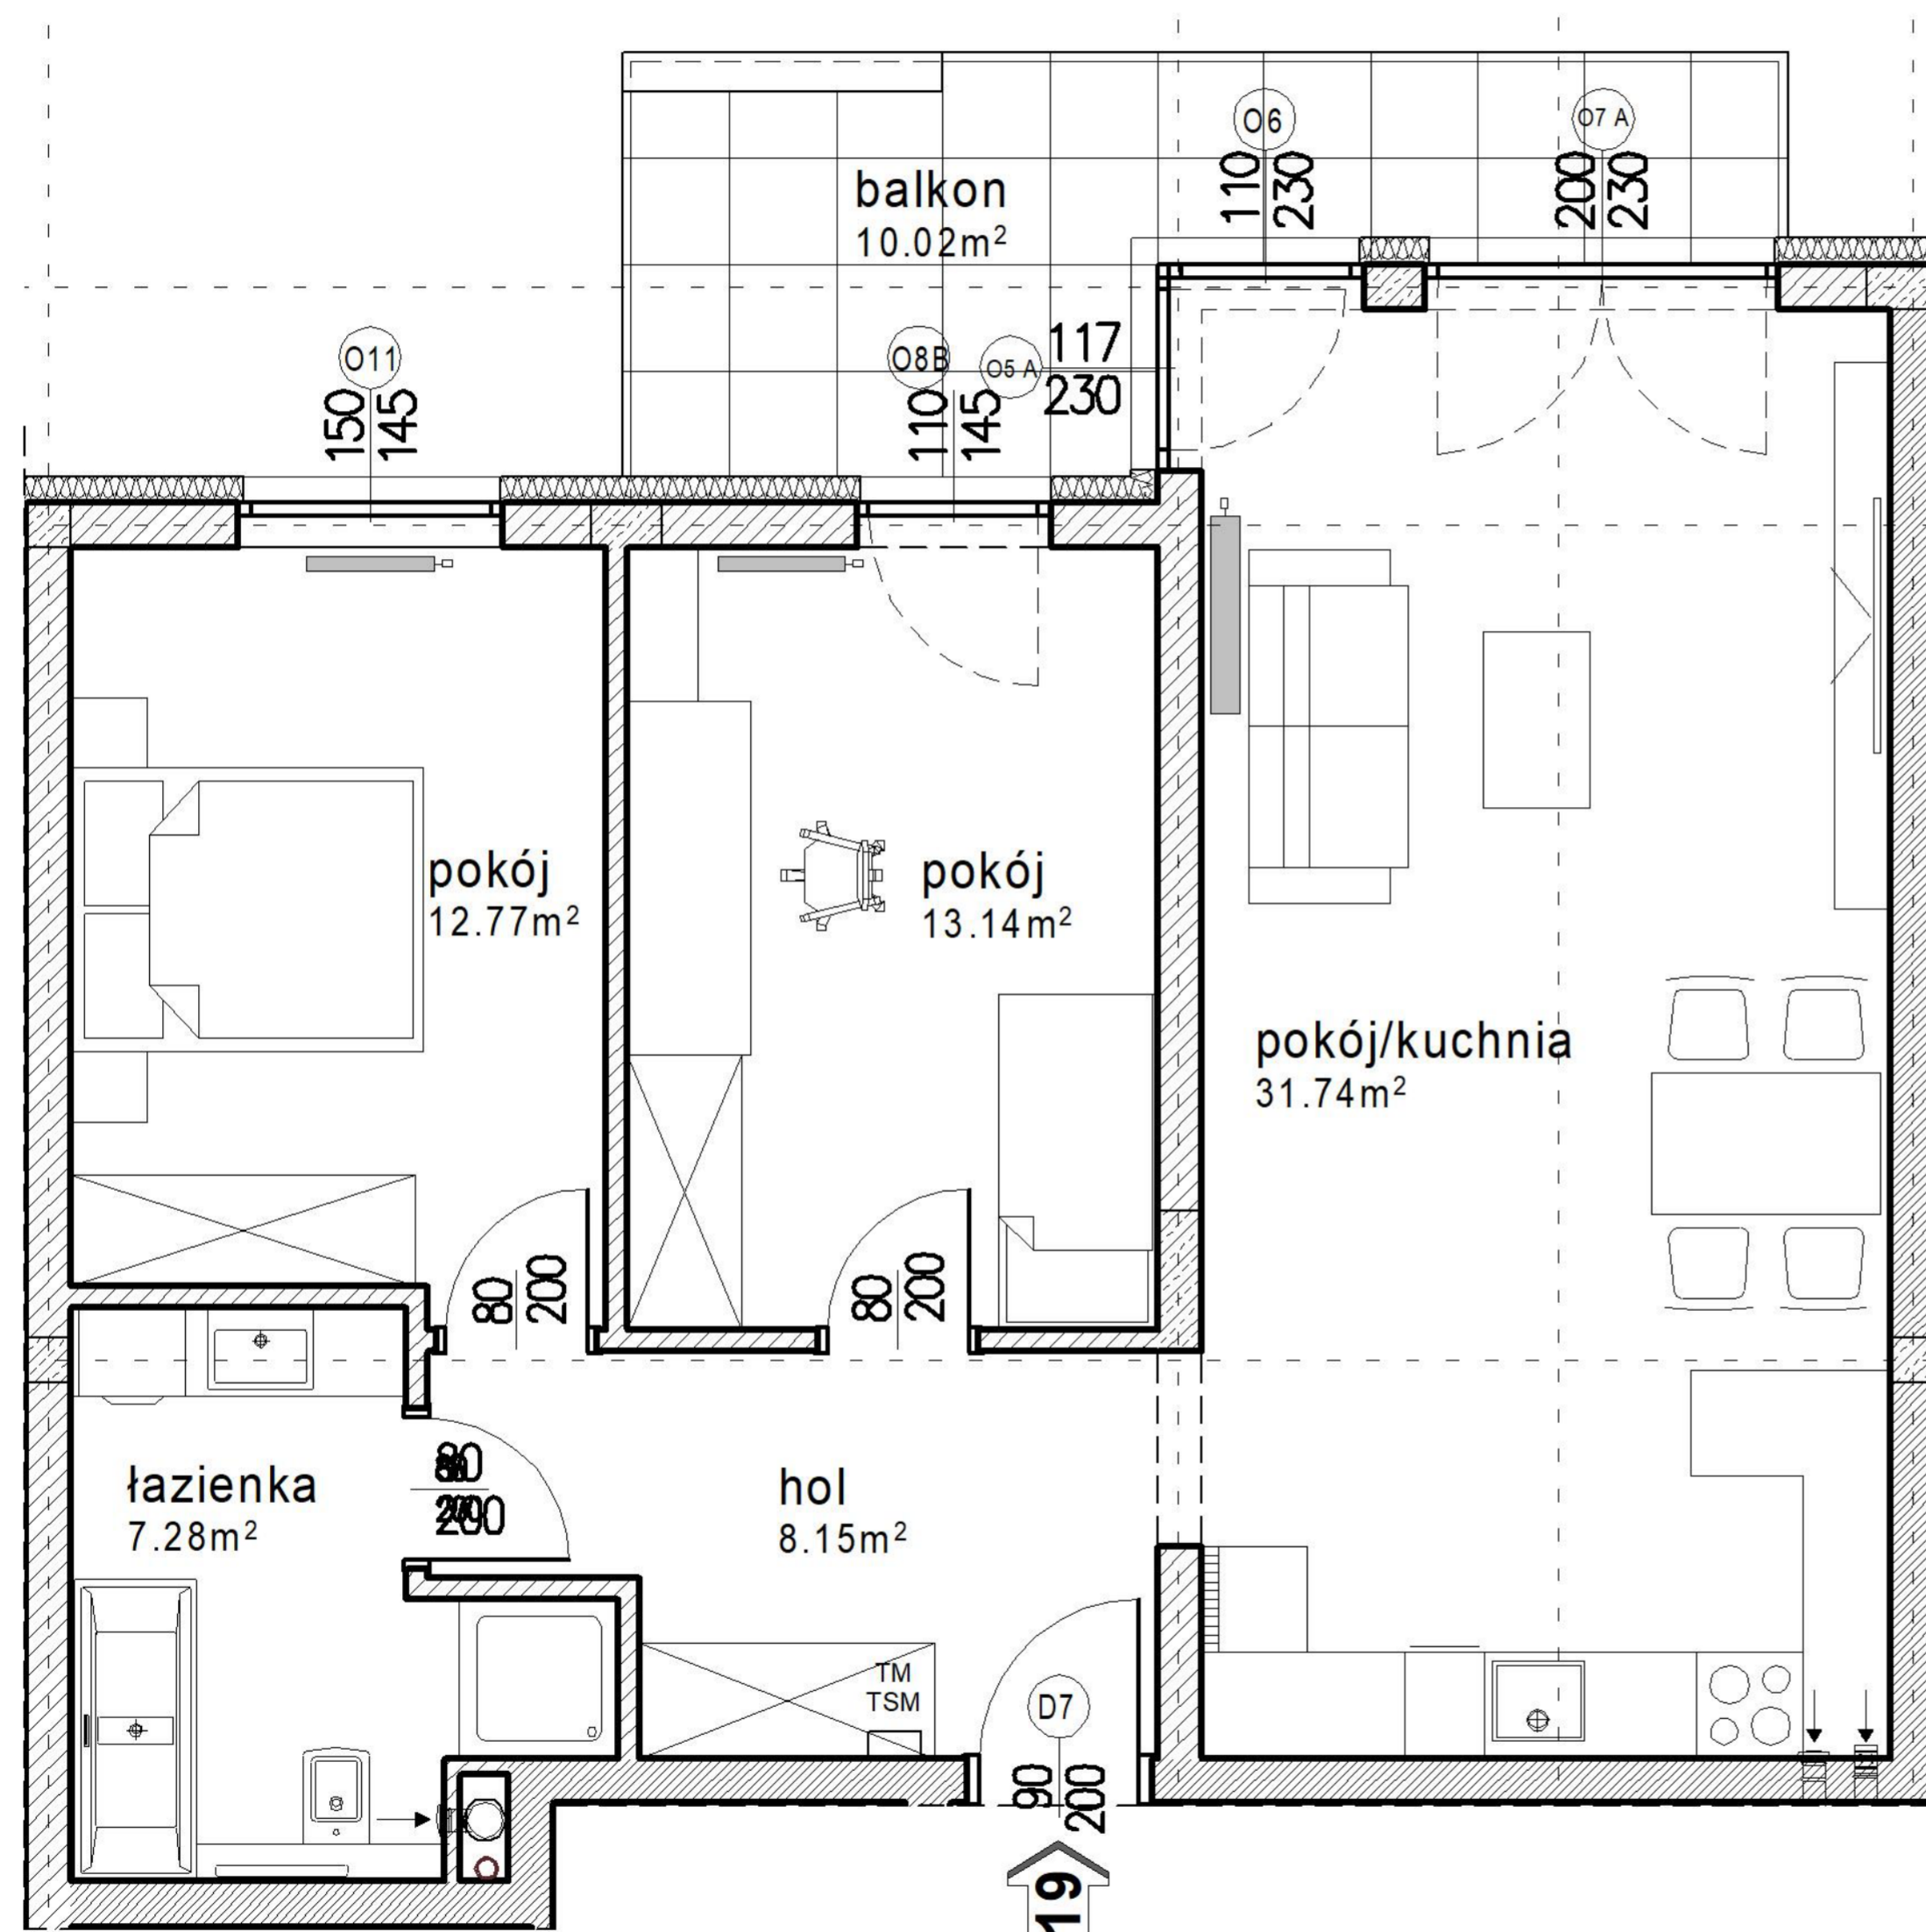 O6
O7 A
110
230
200
230
balkon
10.02m²
O11
150
145
O8B
110
145
O5 A
117
230
pokój
12.77m²
pokój
13.14m²
pokój/kuchnia
31.74m²
80
200
80
200
łazienka
7.28m²
80
200
hol
8.15m²
TM
TSM
D7
90
200
19